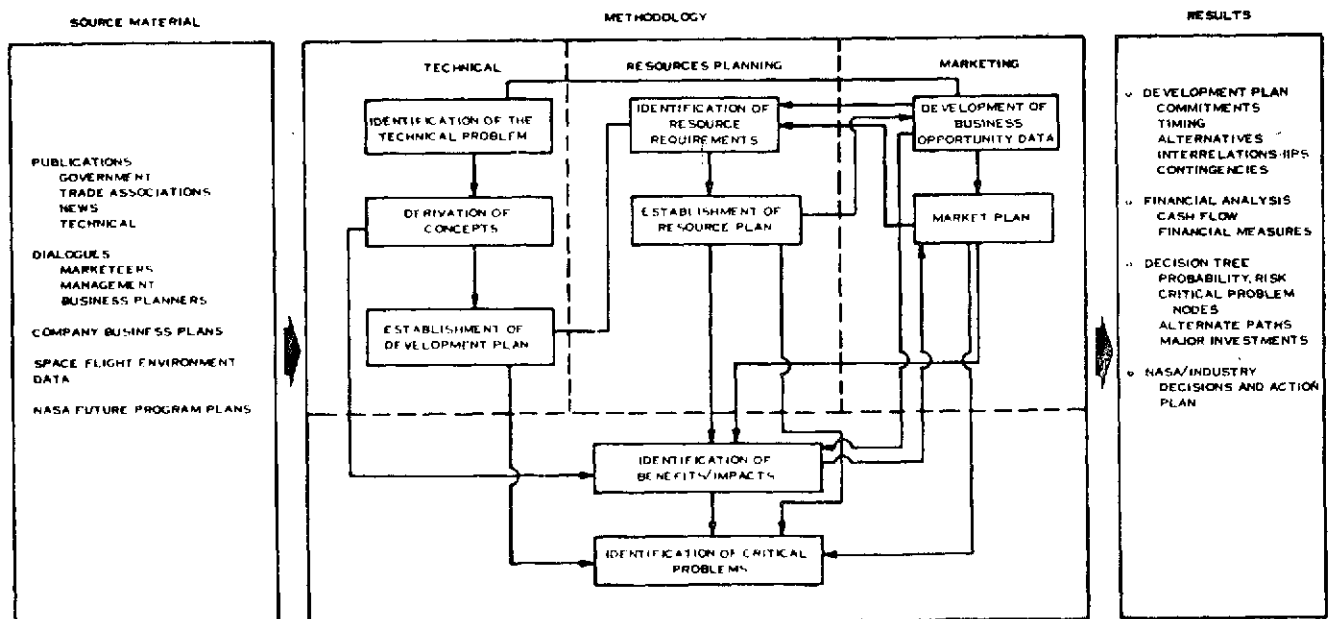 SOURCE MATERIAL
PUBLICATIONS
GOVERNMENT
TRADE ASSOCIATIONS
NEWS
TECHNICAL
DIALOGUES
MARKETEERS
MANAGEMENT
BUSINESS PLANNERS
COMPANY BUSINESS PLANS
SPACE FLIGHT ENVIRONMENT
DATA
NASA FUTURE PROGRAM PLANS
METHODOLOGY
TECHNICAL
IDENTIFICATION OF THE
TECHNICAL PROBLEM
DERIVATION OF
CONCEPTS
ESTABLISHMENT OF
DEVELOPMENT PLAN
RESOURCES PLANNING
IDENTIFICATION OF
RESOURCE
REQUIREMENTS
ESTABLISHMENT OF
RESOURCE PLAN
MARKETING
DEVELOPMENT OF
BUSINESS
OPPORTUNITY DATA
MARKET PLAN
IDENTIFICATION OF
BENEFITS/IMPACTS
IDENTIFICATION OF CRITICAL
PROBLEMS
RESULTS
DEVELOPMENT PLAN
COMMITMENTS
TIMING
ALTERNATIVES
INTERRELATIONSHIPS
CONTINGENCIES
FINANCIAL ANALYSIS
CASH FLOW
FINANCIAL MEASURES
DECISION TREE
PROBABILITY, RISK
CRITICAL PROBLEM
NODES
ALTERNATE PATHS
MAJOR INVESTMENTS
NASA/INDUSTRY
DECISIONS AND ACTION
PLAN